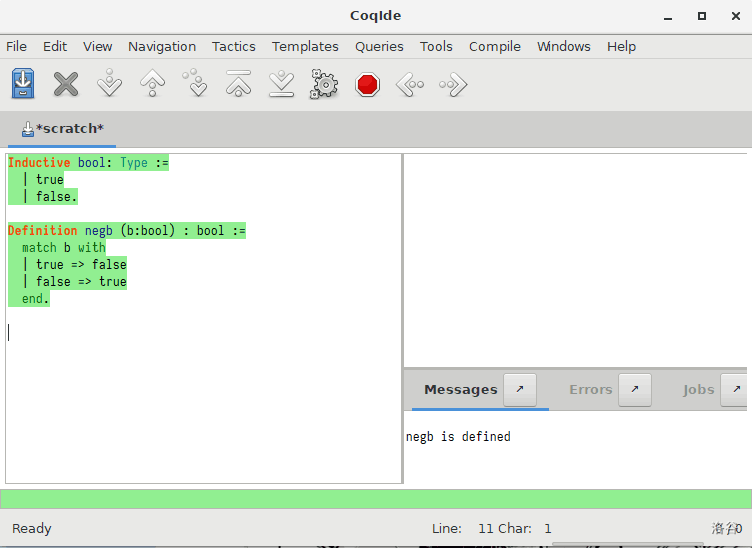 CoqIde
File Edit View Navigation Tactics Templates Queries Tools Compile Windows Help
*scratch*
Inductive bool: Type :=
| true
| false.
Definition negb (b:bool) : bool :=
match b with
| true => false
| false => true
end.
Messages Errors Jobs
negb is defined
Ready Line: 11 Char: 1 0
洛谷